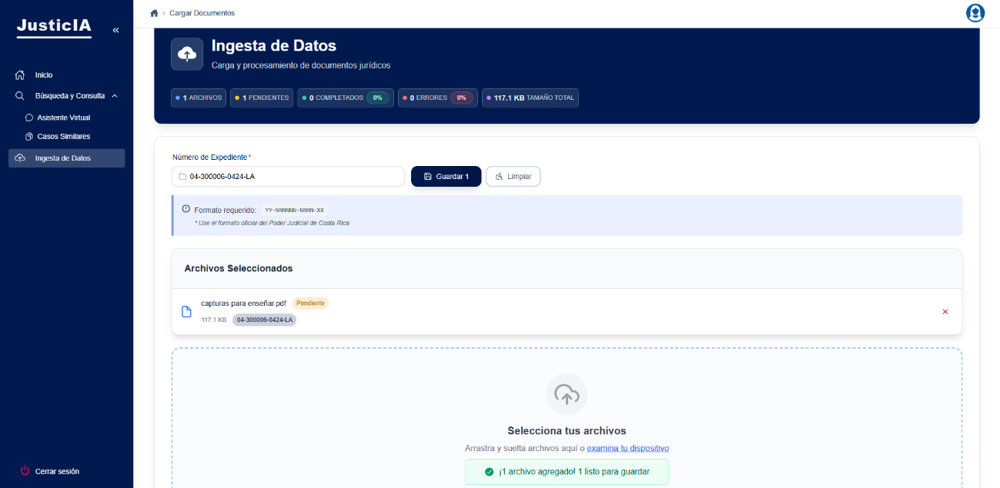 JusticIA
«
Inicio
Búsqueda y Consulta
Asistente Virtual
Casos Similares
Ingesta de Datos
Cerrar sesión
› Cargar Documentos
Ingesta de Datos
Carga y procesamiento de documentos jurídicos
1 ARCHIVOS
1 PENDIENTES
0 COMPLETADOS 0%
0 ERRORES 0%
117.1 KB TAMAÑO TOTAL
Número de Expediente*
04-300006-0424-LA
Guardar 1
Limpiar
Formato requerido: YY-NNNNNN-NNNN-XX
* Use el formato oficial del Poder Judicial de Costa Rica
Archivos Seleccionados
capturas para enseñar.pdf Pendiente
117.1 KB 04-300006-0424-LA
Selecciona tus archivos
Arrastra y suelta archivos aquí o examina tu dispositivo
¡1 archivo agregado! 1 listo para guardar